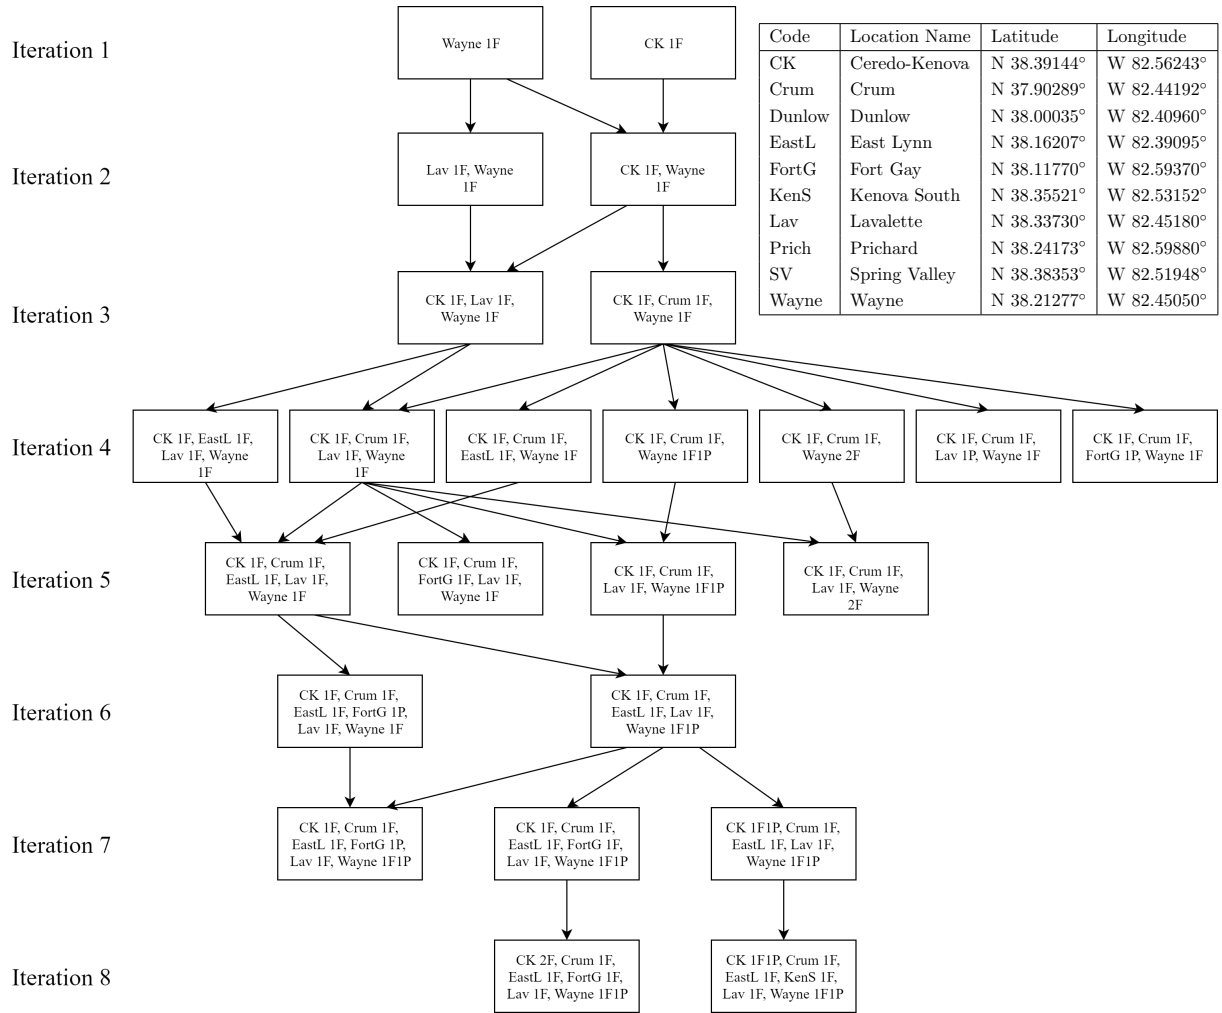 Iteration 1
Wayne 1F
CK 1F
Code Location Name Latitude Longitude
CK Ceredo-Kenova N 38.39144° W 82.56243°
Crum Crum N 37.90289° W 82.44192°
Dunlow Dunlow N 38.00035° W 82.40960°
EastL East Lynn N 38.16207° W 82.39095°
FortG Fort Gay N 38.11770° W 82.59370°
KenS Kenova South N 38.35521° W 82.53152°
Lav Lavalette N 38.33730° W 82.45180°
Prich Prichard N 38.24173° W 82.59880°
SV Spring Valley N 38.38353° W 82.51948°
Wayne Wayne N 38.21277° W 82.45050°
Iteration 2
Lav 1F, Wayne
1F
CK 1F, Wayne
1F
Iteration 3
CK 1F, Lav 1F,
Wayne 1F
CK 1F, Crum 1F,
Wayne 1F
Iteration 4
CK 1F, EastL 1F,
Lav 1F, Wayne
1F
CK 1F, Crum 1F,
Lav 1F, Wayne
1F
CK 1F, Crum 1F,
EastL 1F, Wayne 1F
CK 1F, Crum 1F,
Wayne 1F1P
CK 1F, Crum 1F,
Wayne 2F
CK 1F, Crum 1F,
Lav 1P, Wayne 1F
CK 1F, Crum 1F,
FortG 1P, Wayne 1F
Iteration 5
CK 1F, Crum 1F,
EastL 1F, Lav 1F,
Wayne 1F
CK 1F, Crum 1F,
FortG 1F, Lav 1F,
Wayne 1F
CK 1F, Crum 1F,
Lav 1F, Wayne 1F1P
CK 1F, Crum 1F,
Lav 1F, Wayne
2F
Iteration 6
CK 1F, Crum 1F,
EastL 1F, FortG 1P,
Lav 1F, Wayne 1F
CK 1F, Crum 1F,
EastL 1F, Lav 1F,
Wayne 1F1P
Iteration 7
CK 1F, Crum 1F,
EastL 1F, FortG 1P,
Lav 1F, Wayne 1F1P
CK 1F, Crum 1F,
EastL 1F, FortG 1F,
Lav 1F, Wayne 1F1P
CK 1F1P, Crum 1F,
EastL 1F, Lav 1F,
Wayne 1F1P
Iteration 8
CK 2F, Crum 1F,
EastL 1F, FortG 1F,
Lav 1F, Wayne 1F1P
CK 1F1P, Crum 1F,
EastL 1F, KenS 1F,
Lav 1F, Wayne 1F1P